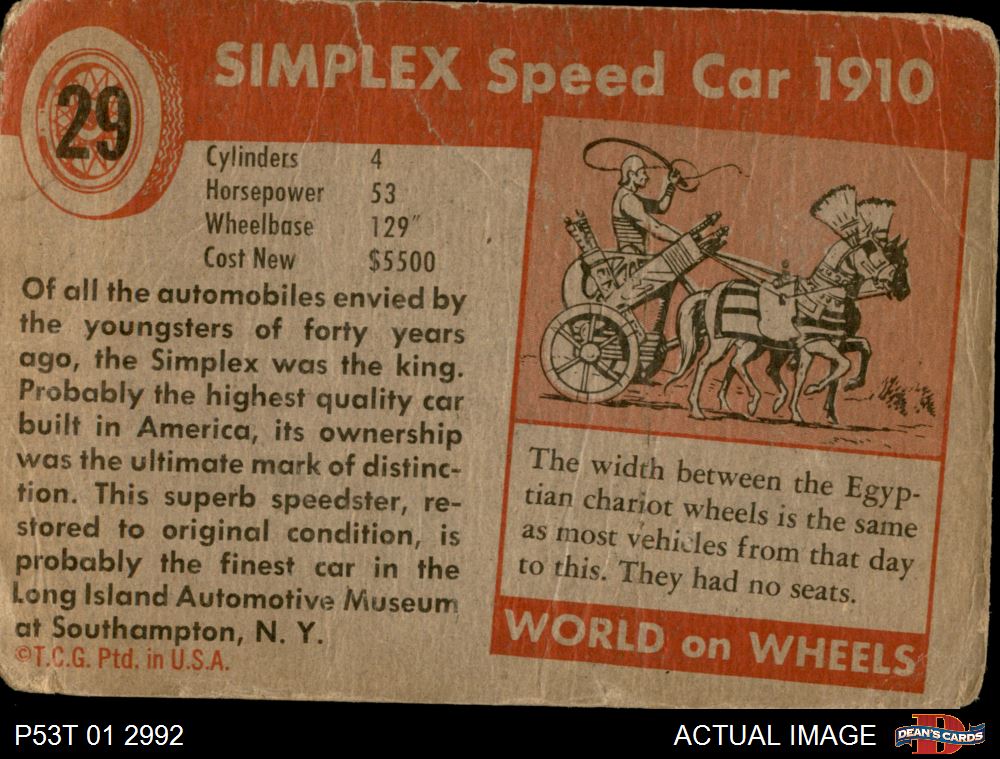 29
SIMPLEX Speed Car 1910
Cylinders 4
Horsepower 53
Wheelbase 129"
Cost New $5500
Of all the automobiles envied by
the youngsters of forty years
ago, the Simplex was the king.
Probably the highest quality car
built in America, its ownership
was the ultimate mark of distinc-
tion. This superb speedster, re-
stored to original condition, is
probably the finest car in the
Long Island Automotive Museum
at Southampton, N. Y.
©T.C.G. Ptd. in U.S.A.
The width between the Egyp-
tian chariot wheels is the same
as most vehicles from that day
to this. They had no seats.
WORLD on WHEELS
P53T 01 2992
ACTUAL IMAGE
D
DEAN'S CARDS